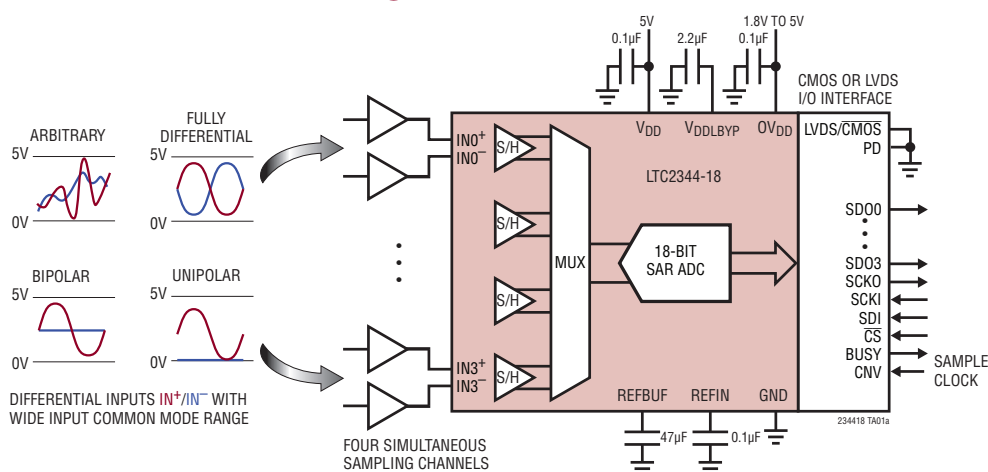 5V
1.8V TO 5V
0.1µF
2.2µF
0.1µF
CMOS OR LVDS
I/O INTERFACE
ARBITRARY
FULLY
DIFFERENTIAL
5V
0V
5V
0V
BIPOLAR
UNIPOLAR
5V
0V
5V
0V
DIFFERENTIAL INPUTS IN+/IN− WITH
WIDE INPUT COMMON MODE RANGE
FOUR SIMULTANEOUS
SAMPLING CHANNELS
IN0+
IN0−
IN3+
IN3−
S/H
S/H
S/H
S/H
MUX
VDD
VDDLBYP
OVDD
LTC2344-18
18-BIT
SAR ADC
REFBUF
REFIN
GND
47µF
0.1µF
LVDS/CMOS
PD
SDO0
SDO3
SCKO
SCKI
SDI
CS
BUSY
CNV
SAMPLE
CLOCK
234418 TA01a